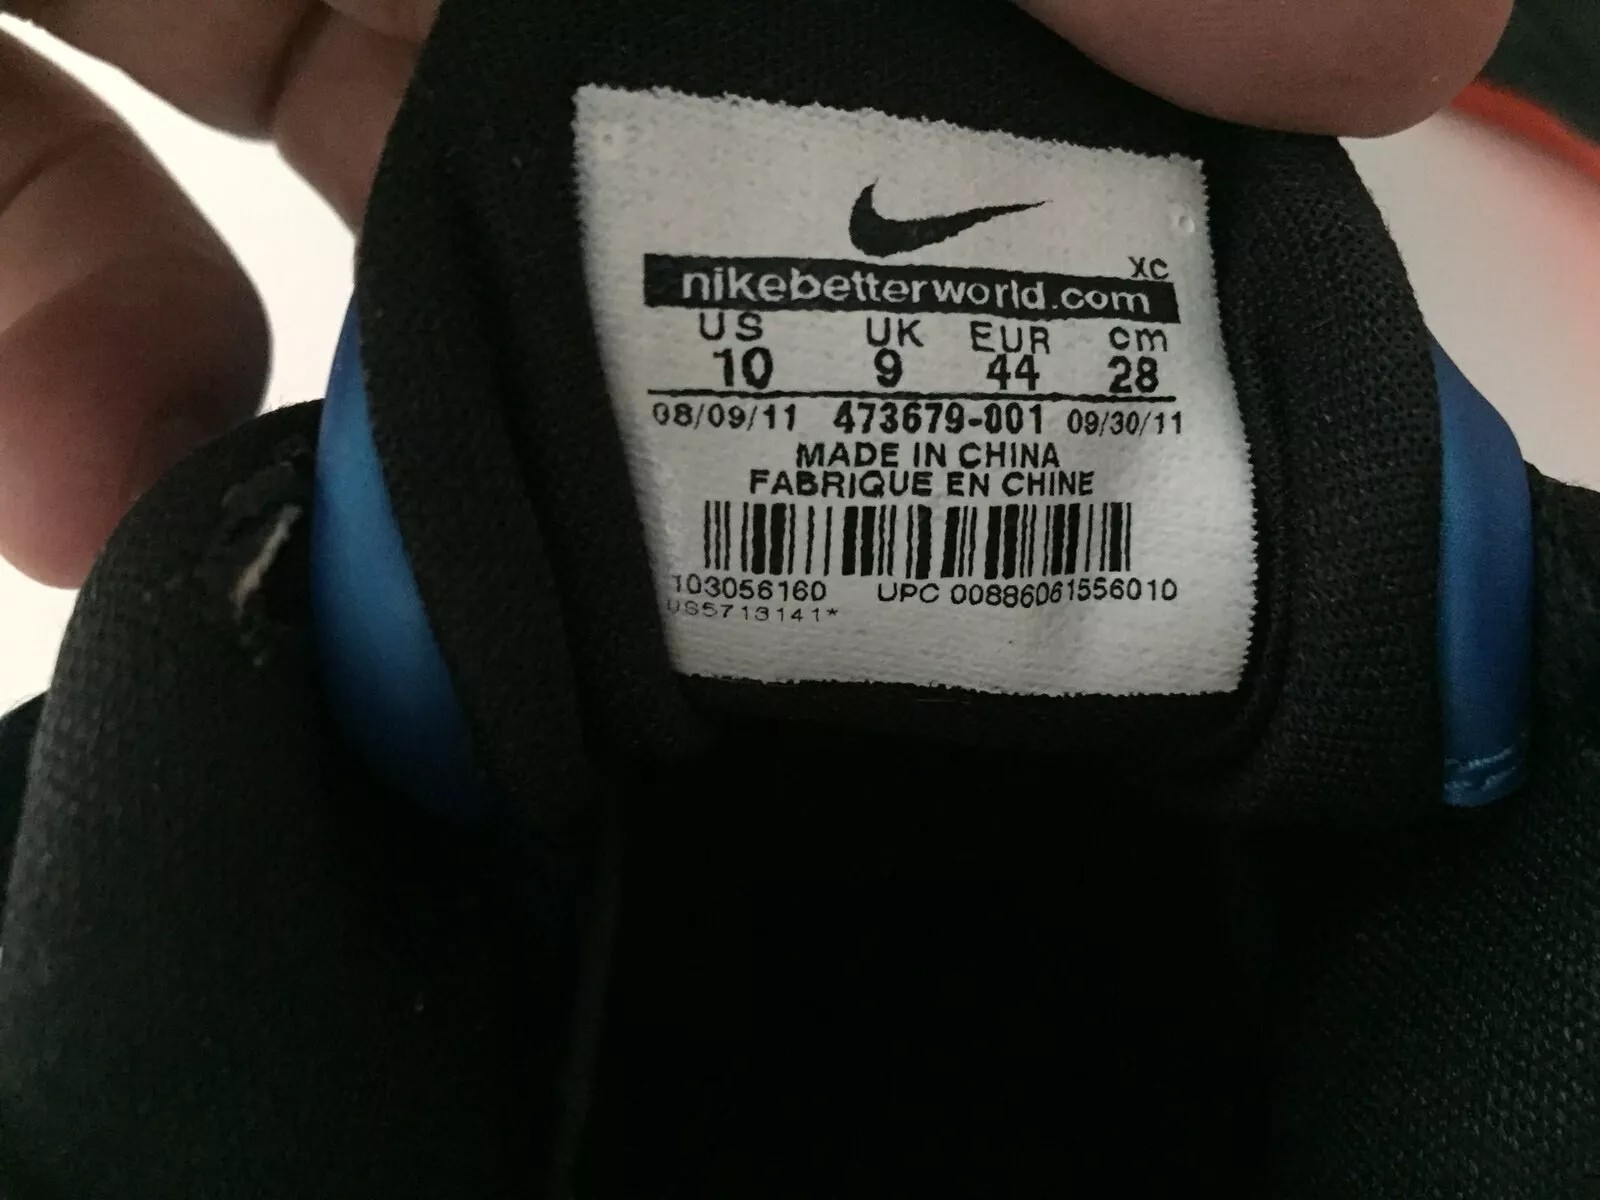 XC
nikebetterworld.com
US UK EUR cm
10 9 44 28
08/09/11 473679-001 09/30/11
MADE IN CHINA
FABRIQUE EN CHINE
103056160 UPC 00886061556010
US5713141*